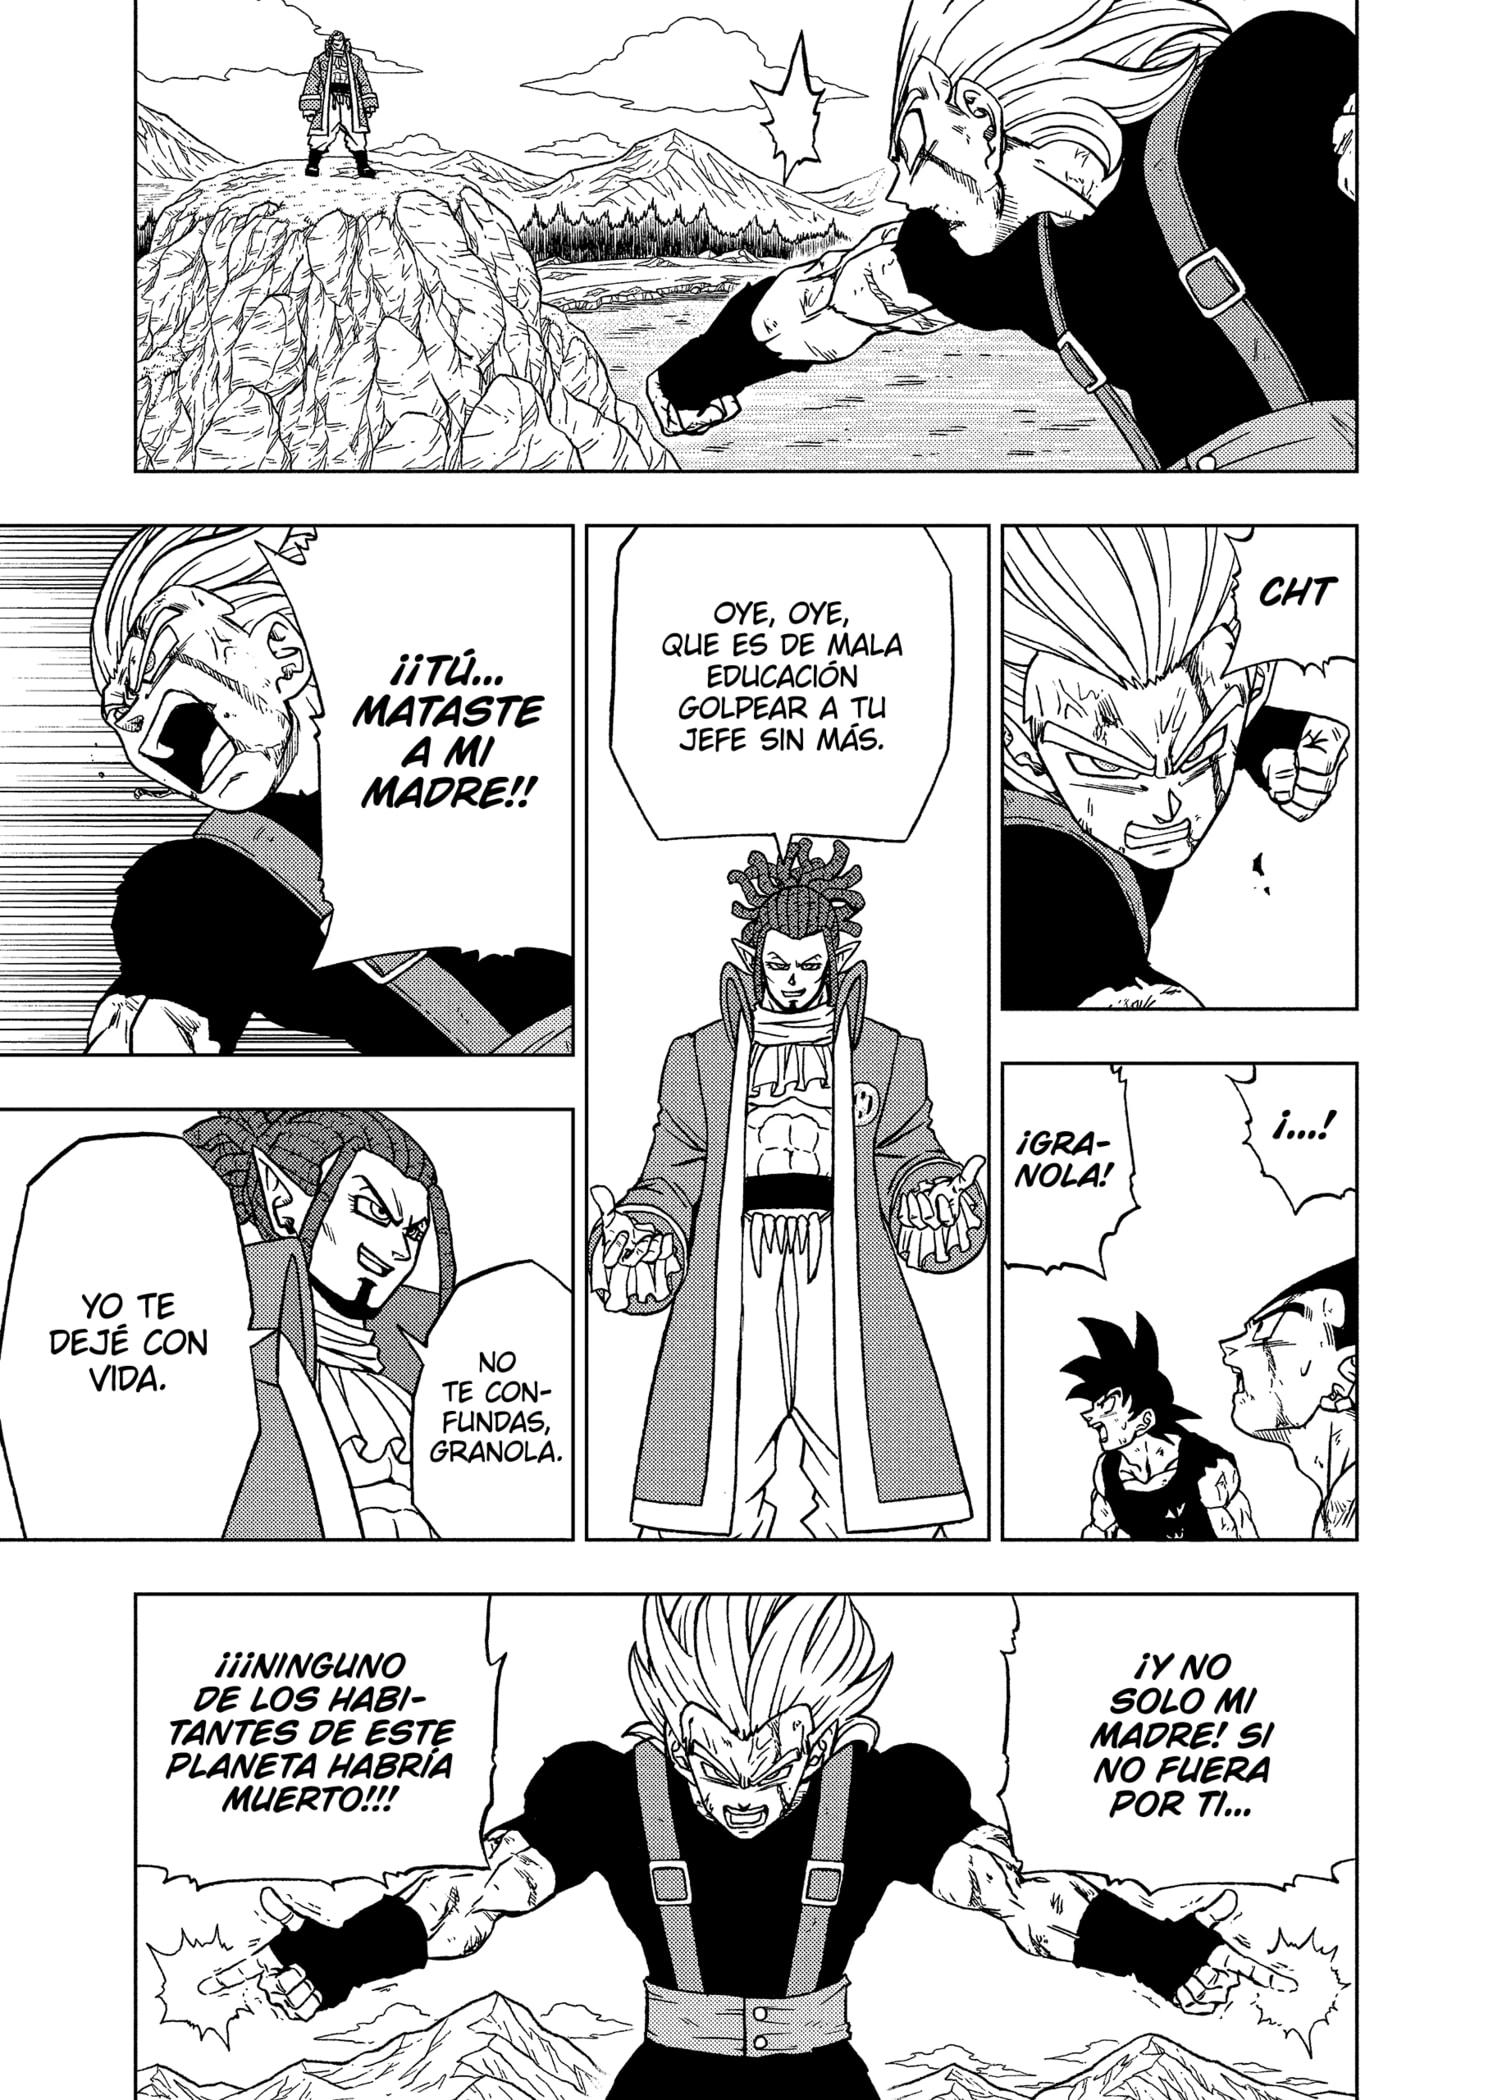 CHT
¡...!
¡GRA-
NOLA!
OYE, OYE,
QUE ES DE MALA
EDUCACIÓN
GOLPEAR A TU
JEFE SIN MÁS.
¡¡TÚ...
MATASTE
A MI
MADRE!!
NO
TE CON-
FUNDAS,
GRANOLA.
YO TE
DEJÉ CON
VIDA.
¡Y NO
SOLO MI
MADRE! SI
NO FUERA
POR TI...
¡¡¡NINGUNO
DE LOS HABI-
TANTES DE ESTE
PLANETA HABRÍA
MUERTO!!!